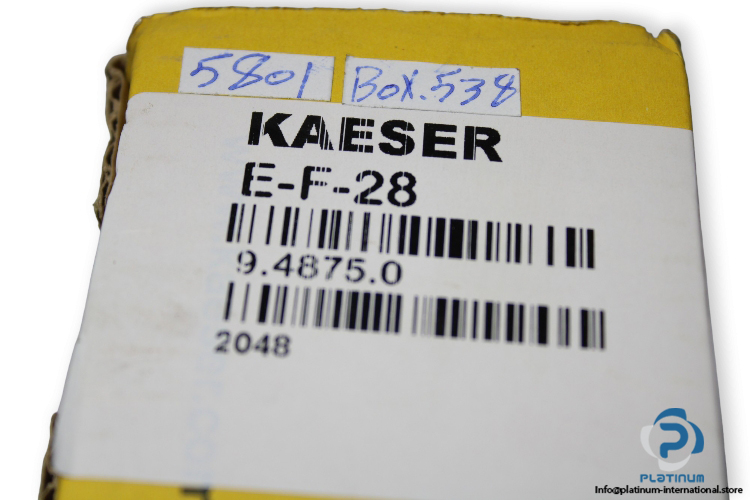 5801
Box.538
KAESER
E-F-28
9.4875.0
2048
PLATINUM
Info@platinum-international.store